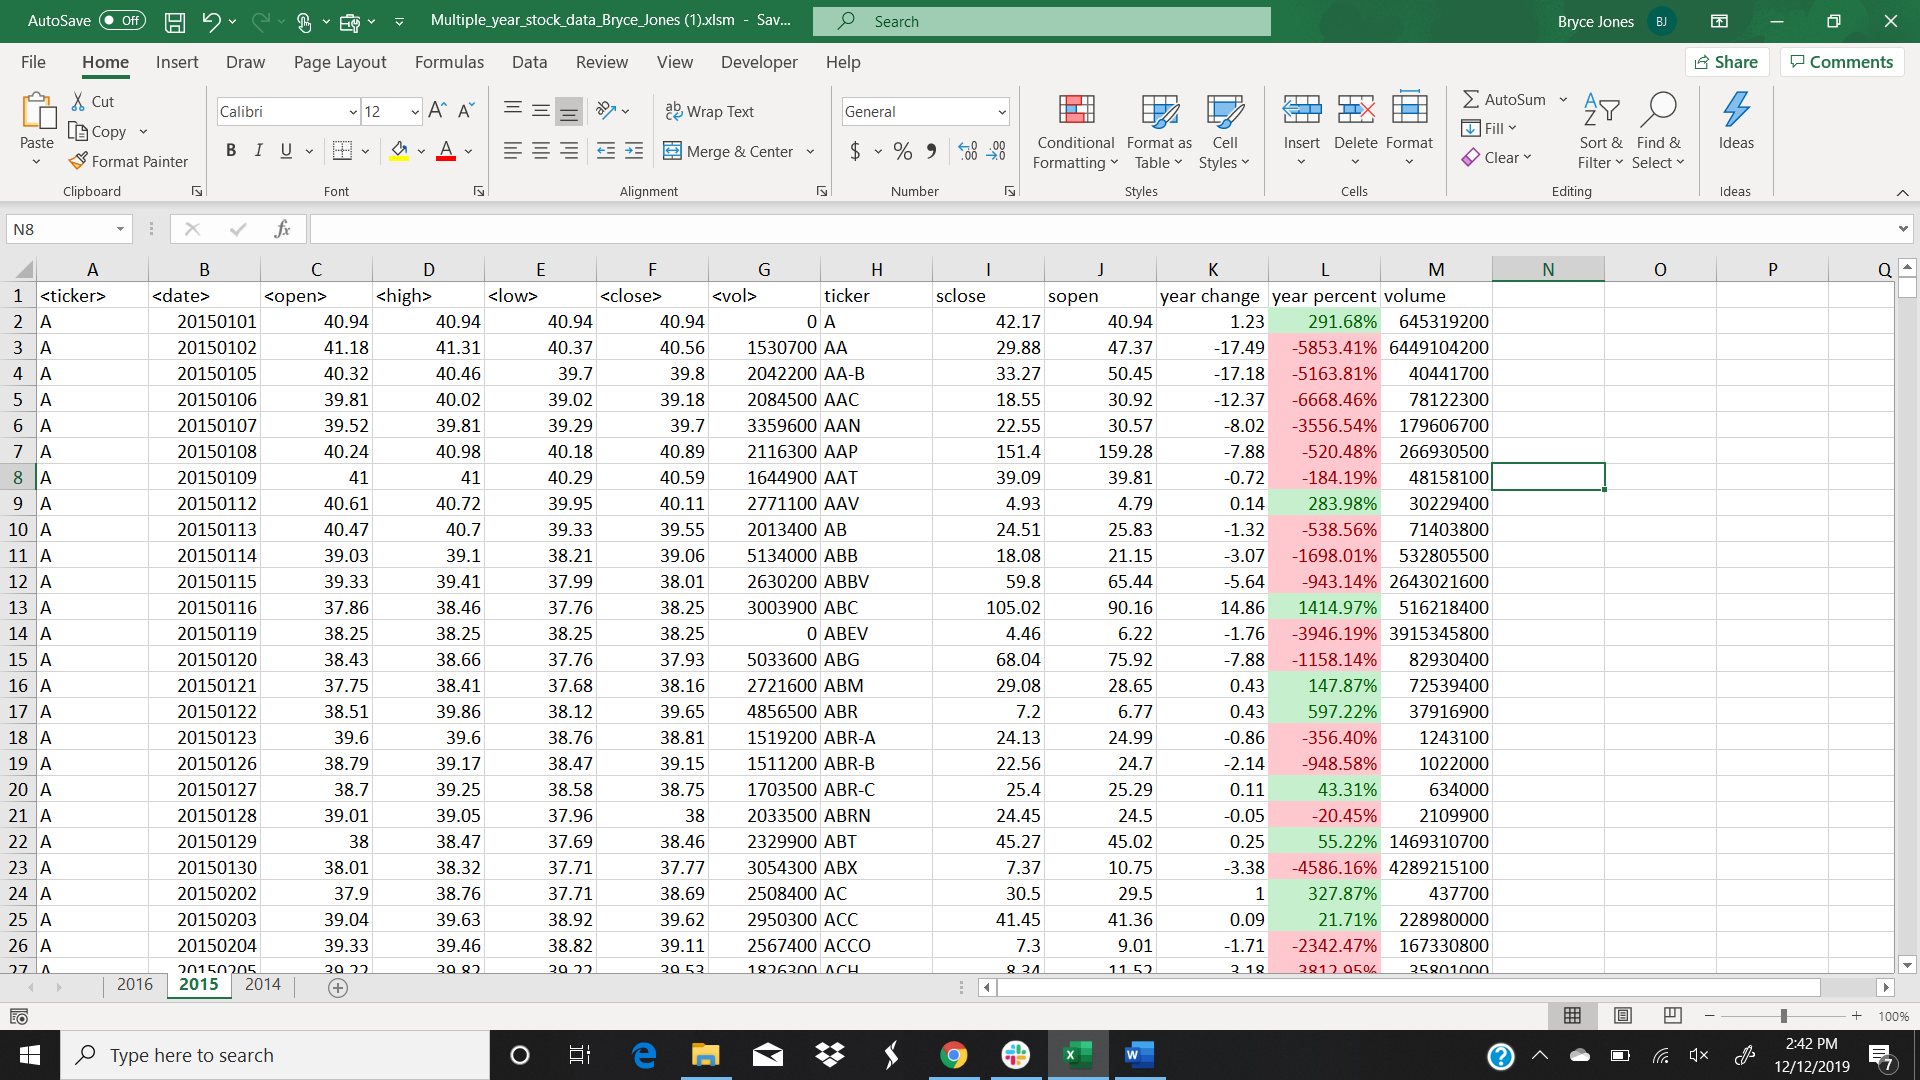 AutoSave Off Multiple_year_stock_data_Bryce_Jones (1).xlsm - Sav... Search Bryce Jones BJ
File Home Insert Draw Page Layout Formulas Data Review View Developer Help Share Comments
Paste Cut Copy Format Painter Clipboard
Calibri 12 A A B I U A Font
Wrap Text Merge & Center Alignment
General $ % , .00 .00 Number
Conditional Formatting Format as Table Cell Styles Styles
Insert Delete Format Cells
AutoSum Fill Clear Sort & Filter Find & Select Editing
Ideas Ideas
N8 fx
A B C D E F G H I J K L M N O P Q
1 <ticker> <date> <open> <high> <low> <close> <vol> ticker sclose sopen year change year percent volume
2 A 20150101 40.94 40.94 40.94 40.94 0 A 42.17 40.94 1.23 291.68% 645319200
3 A 20150102 41.18 41.31 40.37 40.56 1530700 AA 29.88 47.37 -17.49 -5853.41% 6449104200
4 A 20150105 40.32 40.46 39.7 39.8 2042200 AA-B 33.27 50.45 -17.18 -5163.81% 40441700
5 A 20150106 39.81 40.02 39.02 39.18 2084500 AAC 18.55 30.92 -12.37 -6668.46% 78122300
6 A 20150107 39.52 39.81 39.29 39.7 3359600 AAN 22.55 30.57 -8.02 -3556.54% 179606700
7 A 20150108 40.24 40.98 40.18 40.89 2116300 AAP 151.4 159.28 -7.88 -520.48% 266930500
8 A 20150109 41 41 40.29 40.59 1644900 AAT 39.09 39.81 -0.72 -184.19% 48158100
9 A 20150112 40.61 40.72 39.95 40.11 2771100 AAV 4.93 4.79 0.14 283.98% 30229400
10 A 20150113 40.47 40.7 39.33 39.55 2013400 AB 24.51 25.83 -1.32 -538.56% 71403800
11 A 20150114 39.03 39.1 38.21 39.06 5134000 ABB 18.08 21.15 -3.07 -1698.01% 532805500
12 A 20150115 39.33 39.41 37.99 38.01 2630200 ABBV 59.8 65.44 -5.64 -943.14% 2643021600
13 A 20150116 37.86 38.46 37.76 38.25 3003900 ABC 105.02 90.16 14.86 1414.97% 516218400
14 A 20150119 38.25 38.25 38.25 38.25 0 ABEV 4.46 6.22 -1.76 -3946.19% 3915345800
15 A 20150120 38.43 38.66 37.76 37.93 5033600 ABG 68.04 75.92 -7.88 -1158.14% 82930400
16 A 20150121 37.75 38.41 37.68 38.16 2721600 ABM 29.08 28.65 0.43 147.87% 72539400
17 A 20150122 38.51 39.86 38.12 39.65 4856500 ABR 7.2 6.77 0.43 597.22% 37916900
18 A 20150123 39.6 39.6 38.76 38.81 1519200 ABR-A 24.13 24.99 -0.86 -356.40% 1243100
19 A 20150126 38.79 39.17 38.47 39.15 1511200 ABR-B 22.56 24.7 -2.14 -948.58% 1022000
20 A 20150127 38.7 39.25 38.58 38.75 1703500 ABR-C 25.4 25.29 0.11 43.31% 634000
21 A 20150128 39.01 39.05 37.96 38 2033500 ABRN 24.45 24.5 -0.05 -20.45% 2109900
22 A 20150129 38 38.47 37.69 38.46 2329900 ABT 45.27 45.02 0.25 55.22% 1469310700
23 A 20150130 38.01 38.32 37.71 37.77 3054300 ABX 7.37 10.75 -3.38 -4586.16% 4289215100
24 A 20150202 37.9 38.76 37.71 38.69 2508400 AC 30.5 29.5 1 327.87% 437700
25 A 20150203 39.04 39.63 38.92 39.62 2950300 ACC 41.45 41.36 0.09 21.71% 228980000
26 A 20150204 39.33 39.46 38.82 39.11 2567400 ACCO 7.3 9.01 -1.71 -2342.47% 167330800
27 A 20150205 39.22 39.82 39.22 39.53 1826300 ACH 8.34 11.52 -3.18 -3812.95% 35801000
2016 2015 2014
100%
Type here to search 2:42 PM
12/12/2019 7